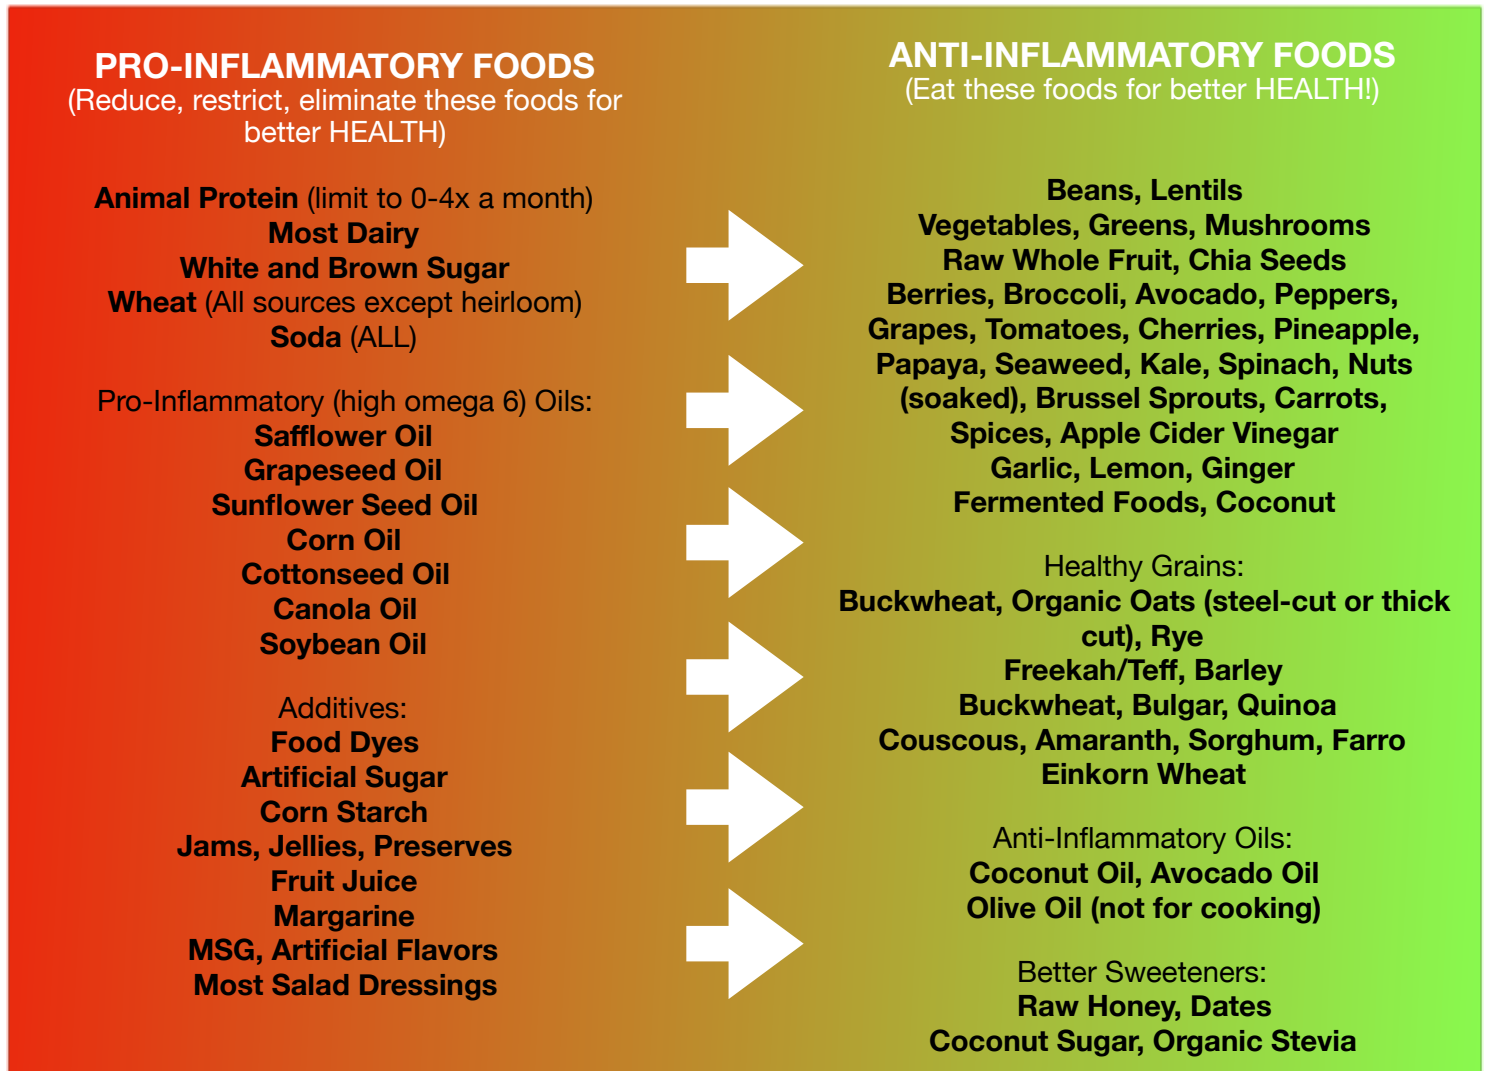 PRO-INFLAMMATORY FOODS
(Reduce, restrict, eliminate these foods for
better HEALTH)
Animal Protein (limit to 0-4x a month)
Most Dairy
White and Brown Sugar
Wheat (All sources except heirloom)
Soda (ALL)
Pro-Inflammatory (high omega 6) Oils:
Safflower Oil
Grapeseed Oil
Sunflower Seed Oil
Corn Oil
Cottonseed Oil
Canola Oil
Soybean Oil
Additives:
Food Dyes
Artificial Sugar
Corn Starch
Jams, Jellies, Preserves
Fruit Juice
Margarine
MSG, Artificial Flavors
Most Salad Dressings
ANTI-INFLAMMATORY FOODS
(Eat these foods for better HEALTH!)
Beans, Lentils
Vegetables, Greens, Mushrooms
Raw Whole Fruit, Chia Seeds
Berries, Broccoli, Avocado, Peppers,
Grapes, Tomatoes, Cherries, Pineapple,
Papaya, Seaweed, Kale, Spinach, Nuts
(soaked), Brussel Sprouts, Carrots,
Spices, Apple Cider Vinegar
Garlic, Lemon, Ginger
Fermented Foods, Coconut
Healthy Grains:
Buckwheat, Organic Oats (steel-cut or thick
cut), Rye
Freekah/Teff, Barley
Buckwheat, Bulgar, Quinoa
Couscous, Amaranth, Sorghum, Farro
Einkorn Wheat
Anti-Inflammatory Oils:
Coconut Oil, Avocado Oil
Olive Oil (not for cooking)
Better Sweeteners:
Raw Honey, Dates
Coconut Sugar, Organic Stevia